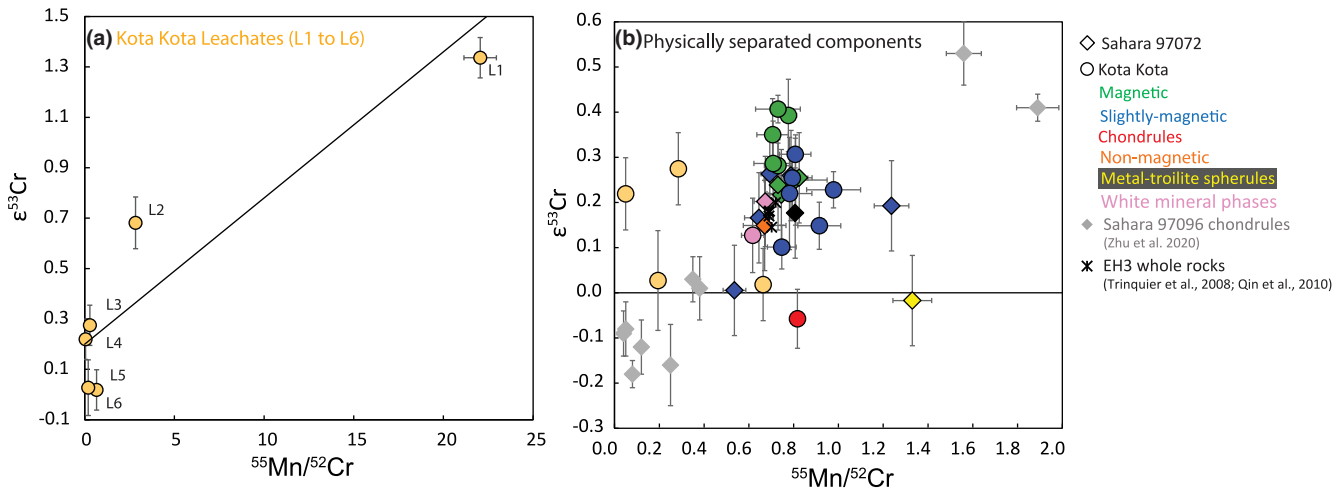 (a) Kota Kota Leachates (L1 to L6)
1.5
1.3
1.1
0.9
0.7
0.5
0.3
0.1
-0.1
ε53Cr
L1
L2
L3
L4
L5
L6
0
5
10
15
20
25
55Mn/52Cr
(b) Physically separated components
0.6
0.5
0.4
0.3
0.2
0.1
0.0
-0.1
-0.2
-0.3
ε53Cr
0.0
0.2
0.4
0.6
0.8
1.0
1.2
1.4
1.6
1.8
2.0
55Mn/52Cr
Sahara 97072
Kota Kota
Magnetic
Slightly-magnetic
Chondrules
Non-magnetic
Metal-troilite spherules
White mineral phases
Sahara 97096 chondrules
(Zhu et al. 2020)
EH3 whole rocks
(Trinquier et al., 2008; Qin et al., 2010)